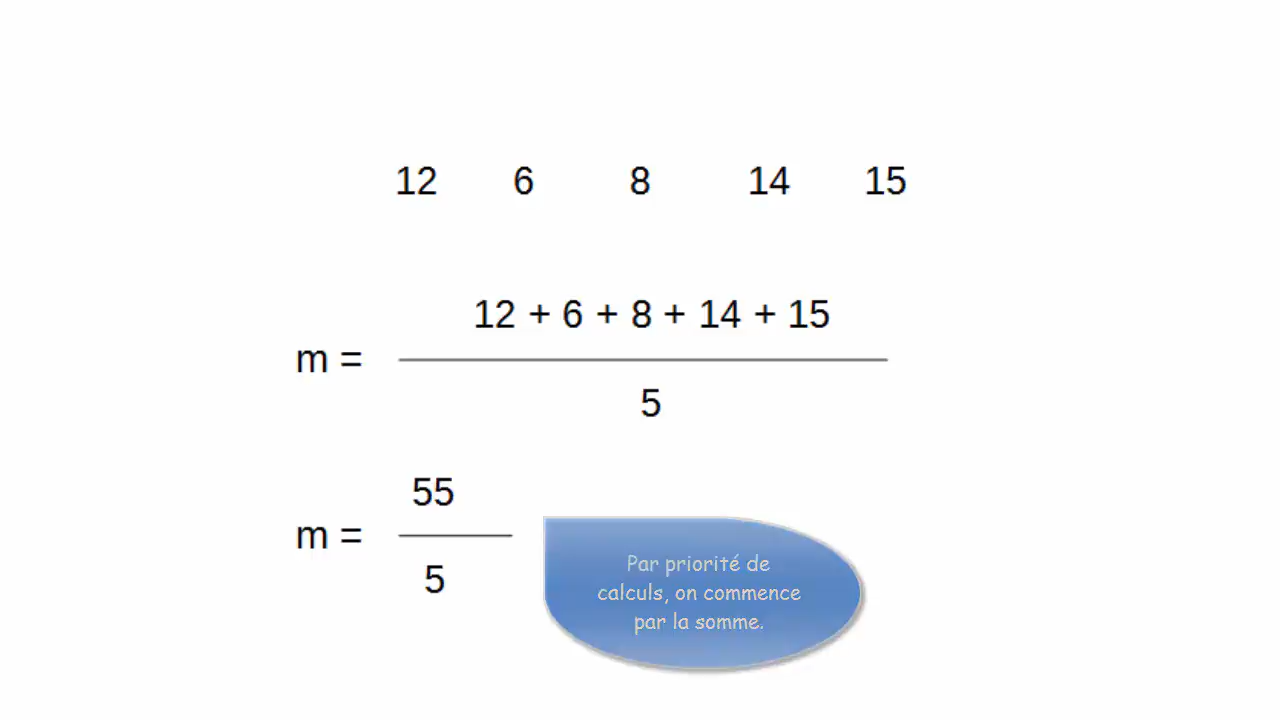 12 6 8 14 15
12 + 6 + 8 + 14 + 15
m =
5
55
m =
5
Par priorité de
calculs, on commence
par la somme.